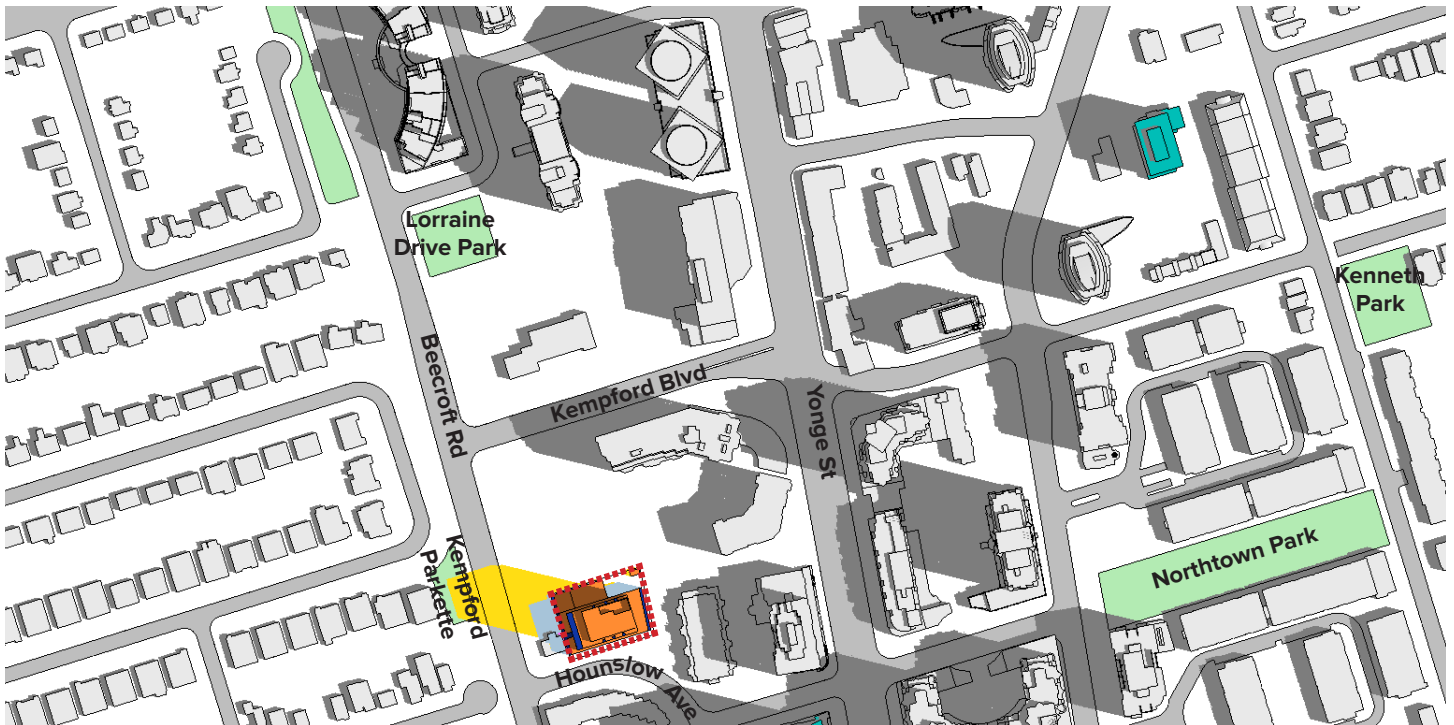 Lorraine
Drive Park
Kenneth
Park
Beecroft Rd
Kempford Blvd
Yonge St
Northtown Park
Kempford
Parkette
Hounslow Ave